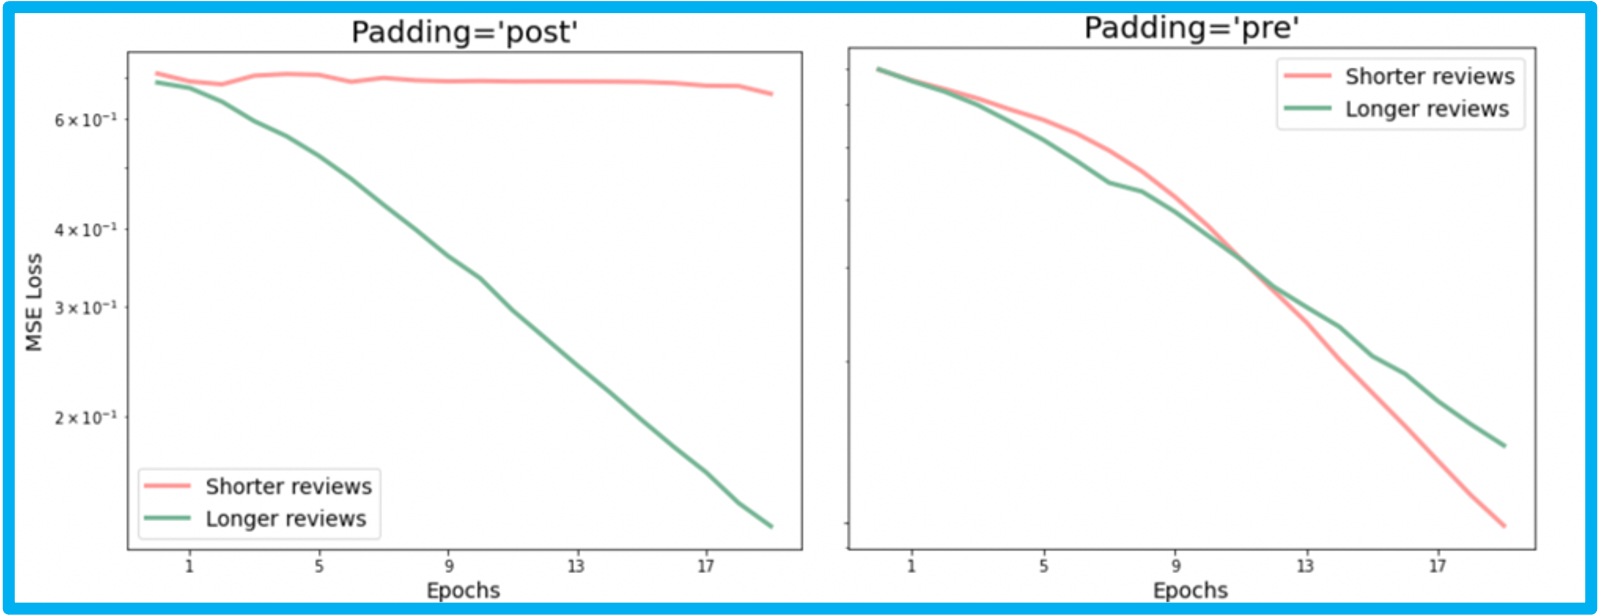 Padding='post'
MSE Loss
6×10⁻¹
4×10⁻¹
3×10⁻¹
2×10⁻¹
Shorter reviews
Longer reviews
1 5 9 13 17
Epochs
Padding='pre'
Shorter reviews
Longer reviews
1 5 9 13 17
Epochs